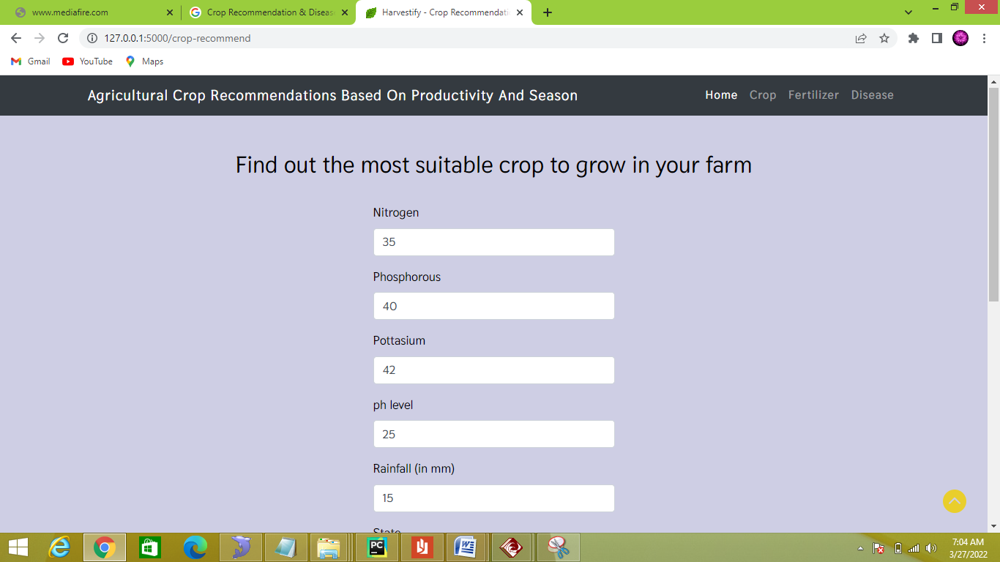 www.mediafire.com
Crop Recommendation & Diseas
Harvestify - Crop Recommendati
127.0.0.1:5000/crop-recommend
Gmail
YouTube
Maps
Agricultural Crop Recommendations Based On Productivity And Season
Home
Crop
Fertilizer
Disease
Find out the most suitable crop to grow in your farm
Nitrogen
35
Phosphorous
40
Pottasium
42
ph level
25
Rainfall (in mm)
15
State
PC
7:04 AM
3/27/2022